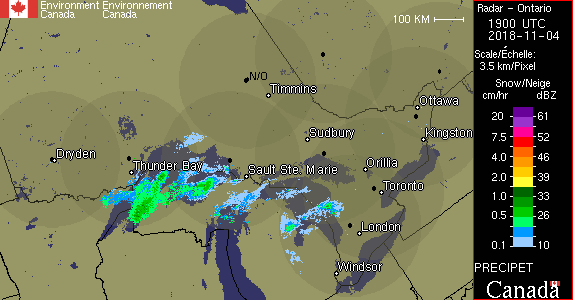 Environment Environnement
Canada Canada
100 KM
N/O
Timmins
Ottawa
Sudbury
Kingston
Dryden
Thunder Bay
Sault Ste. Marie
Orillia
Toronto
London
Windsor
Radar - Ontario
1900 UTC
2018-11-04
Scale/Échelle:
3.5 km/Pixel
Snow/Neige
cm/hr dBZ
20 61
7.5 52
4.0 46
2.0 39
1.0 33
0.5 26
0.1 10
PRECIPET
Canada